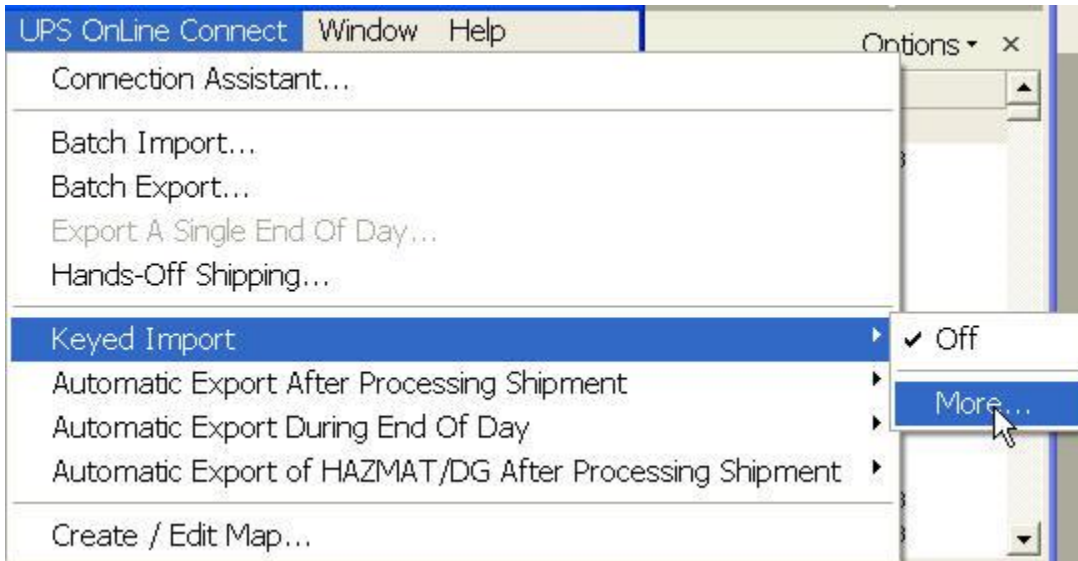 UPS OnLine Connect Window Help
Options
Connection Assistant...
Batch Import...
Batch Export...
Export A Single End Of Day...
Hands-Off Shipping...
Keyed Import
Off
Automatic Export After Processing Shipment
More...
Automatic Export During End Of Day
Automatic Export of HAZMAT/DG After Processing Shipment
Create / Edit Map...